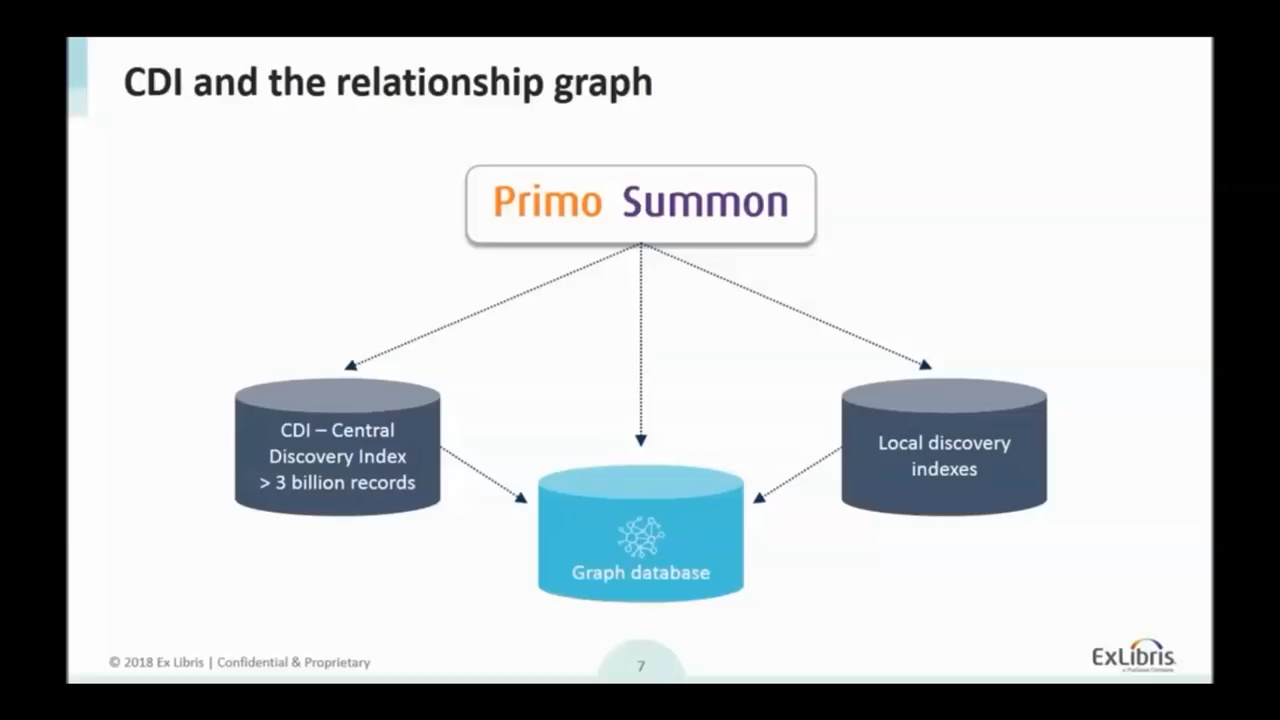 CDI and the relationship graph
Primo Summon
CDI – Central
Discovery Index
> 3 billion records
Local discovery
indexes
Graph database
© 2018 Ex Libris | Confidential & Proprietary
7
ExLibris